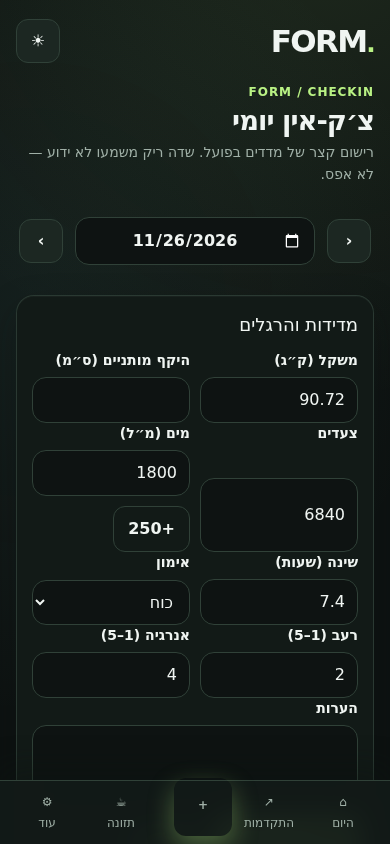 FORM.
FORM / CHECKIN
צ׳ק-אין יומי
רישום קצר של מדדים בפועל. שדה ריק משמעו לא ידוע —
לא אפס.
11/26/2026
מדידות והרגלים
משקל (ק״ג)
היקף מותניים (ס״מ)
90.72
צעדים
מים (מ״ל)
6840
1800
+250
שינה (שעות)
אימון
7.4
כוח
רעב (1–5)
אנרגיה (1–5)
2
4
הערות
היום
התקדמות
+
תזונה
עוד